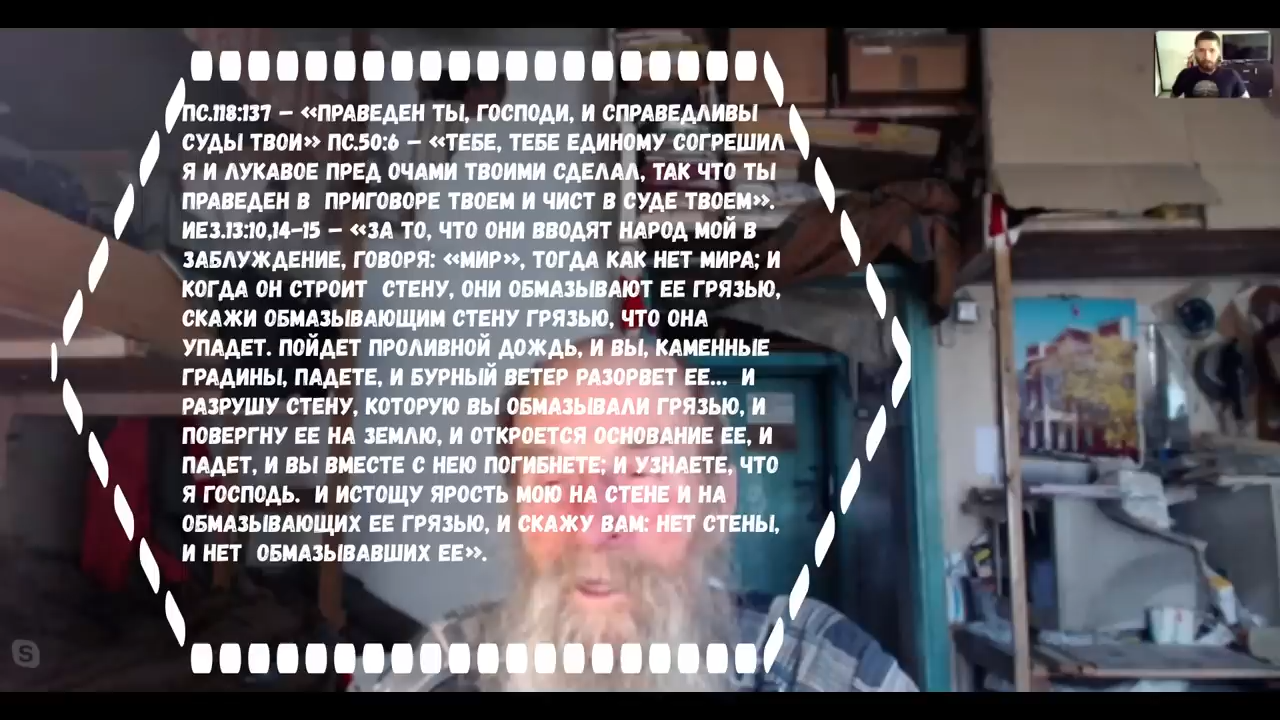 ПС.118:137 – «ПРАВЕДЕН ТЫ, ГОСПОДИ, И СПРАВЕДЛИВЫ
СУДЫ ТВОИ» ПС.50:6 – «ТЕБЕ, ТЕБЕ ЕДИНОМУ СОГРЕШИЛ
Я И ЛУКАВОЕ ПРЕД ОЧАМИ ТВОИМИ СДЕЛАЛ, ТАК ЧТО ТЫ
ПРАВЕДЕН В ПРИГОВОРЕ ТВОЕМ И ЧИСТ В СУДЕ ТВОЕМ».
ИЕЗ.13:10,14-15 – «ЗА ТО, ЧТО ОНИ ВВОДЯТ НАРОД МОЙ В
ЗАБЛУЖДЕНИЕ, ГОВОРЯ: «МИР», ТОГДА КАК НЕТ МИРА; И
КОГДА ОН СТРОИТ СТЕНУ, ОНИ ОБМАЗЫВАЮТ ЕЕ ГРЯЗЬЮ,
СКАЖИ ОБМАЗЫВАЮЩИМ СТЕНУ ГРЯЗЬЮ, ЧТО ОНА
УПАДЕТ. ПОЙДЕТ ПРОЛИВНОЙ ДОЖДЬ, И ВЫ, КАМЕННЫЕ
ГРАДИНЫ, ПАДЕТЕ, И БУРНЫЙ ВЕТЕР РАЗОРВЕТ ЕЕ... И
РАЗРУШУ СТЕНУ, КОТОРУЮ ВЫ ОБМАЗЫВАЛИ ГРЯЗЬЮ, И
ПОВЕРГНУ ЕЕ НА ЗЕМЛЮ, И ОТКРОЕТСЯ ОСНОВАНИЕ ЕЕ, И
ПАДЕТ, И ВЫ ВМЕСТЕ С НЕЮ ПОГИБНЕТЕ; И УЗНАЕТЕ, ЧТО
Я ГОСПОДЬ. И ИСТОЩУ ЯРОСТЬ МОЮ НА СТЕНЕ И НА
ОБМАЗЫВАЮЩИХ ЕЕ ГРЯЗЬЮ, И СКАЖУ ВАМ: НЕТ СТЕНЫ,
И НЕТ ОБМАЗЫВАВШИХ ЕЕ».